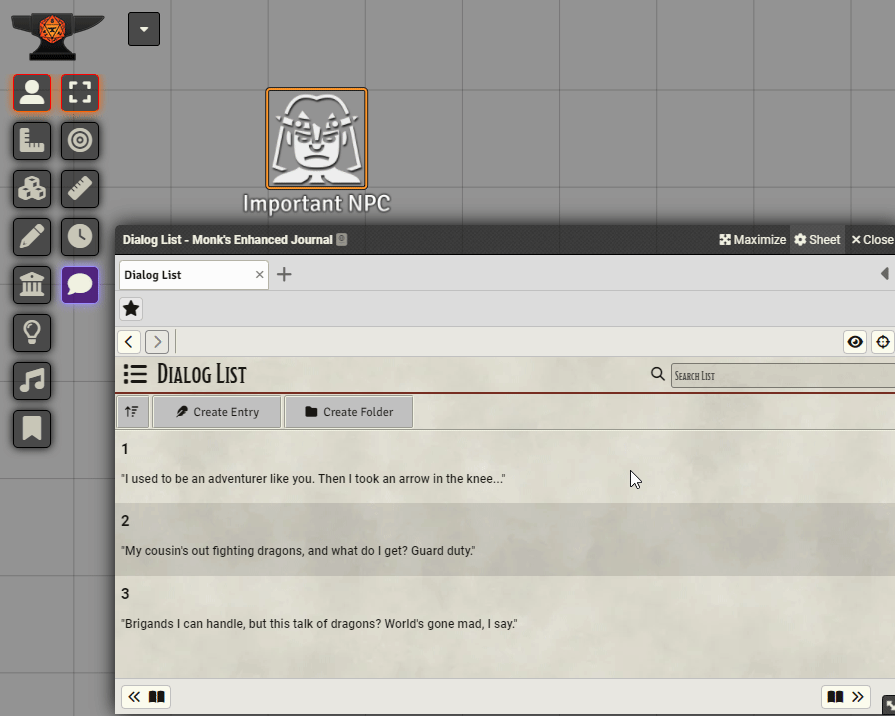 Important NPC
Dialog List - Monk's Enhanced Journal
Maximize
Sheet
Close
Dialog List
Dialog List
Search List
Create Entry
Create Folder
1
"I used to be an adventurer like you. Then I took an arrow in the knee..."
2
"My cousin's out fighting dragons, and what do I get? Guard duty."
3
"Brigands I can handle, but this talk of dragons? World's gone mad, I say."